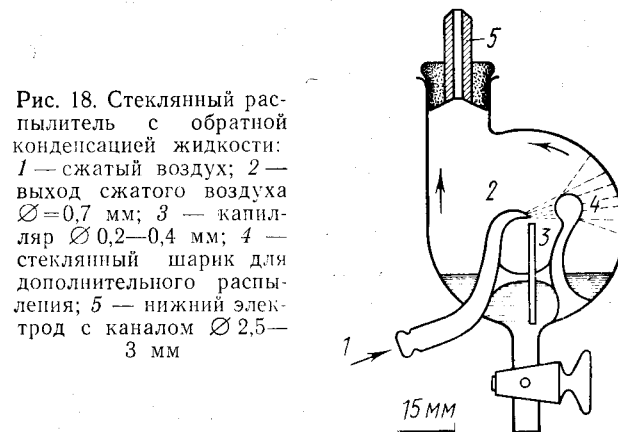 Рис. 18. Стеклянный рас-
пылитель с обратной
конденсацией жидкости:
1 — сжатый воздух; 2 —
выход сжатого воздуха
∅=0,7 мм; 3 — капил-
ляр ∅ 0,2—0,4 мм; 4 —
стеклянный шарик для
дополнительного распы-
ления; 5 — нижний элек-
трод с каналом ∅ 2,5—
3 мм
5
2
4
3
1
15 мм